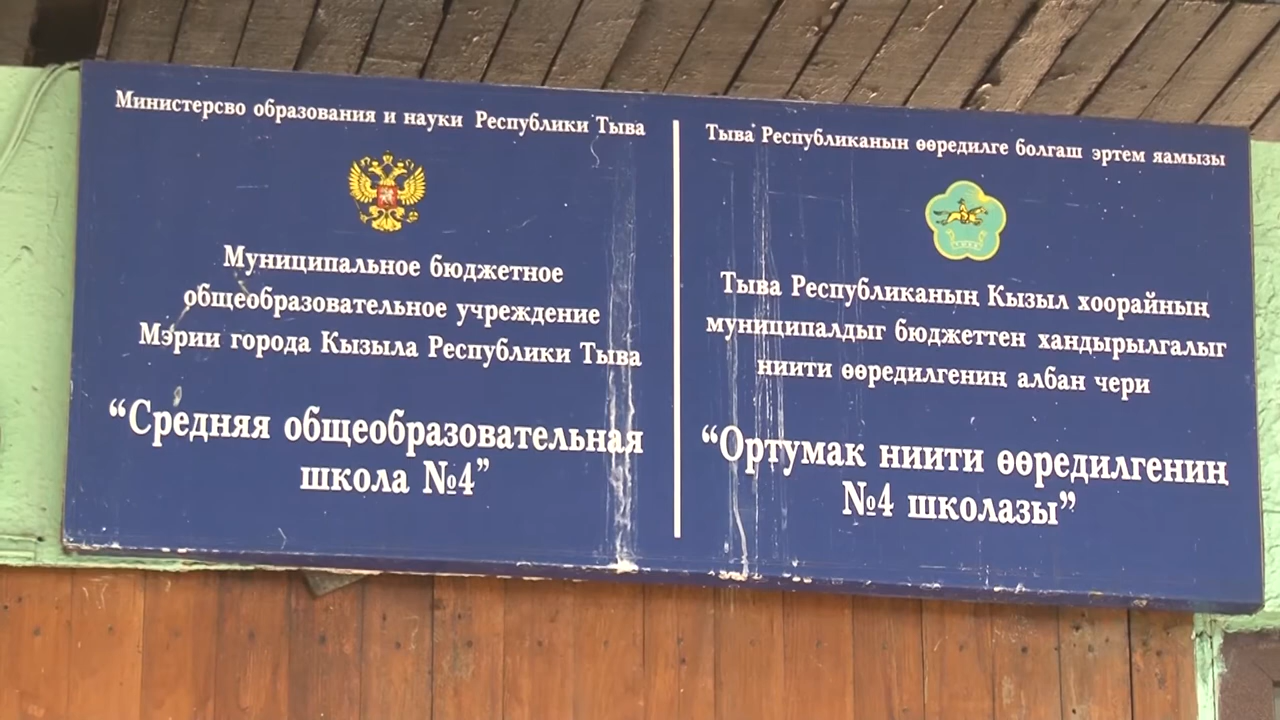 Министерсво образования и науки Республики Тыва
Муниципальное бюджетное
общеобразовательное учреждение
Мэрии города Кызыла Республики Тыва
“Средняя общеобразовательная
школа №4”
Тыва Республиканын өөредилге болгаш эртем яамызы
Тыва Республиканың Кызыл хоорайның
муниципалдыг бюджеттен хандырылгалыг
ниити өөредилгениң албан чери
“Ортумак ниити өөредилгениң
№4 школазы”